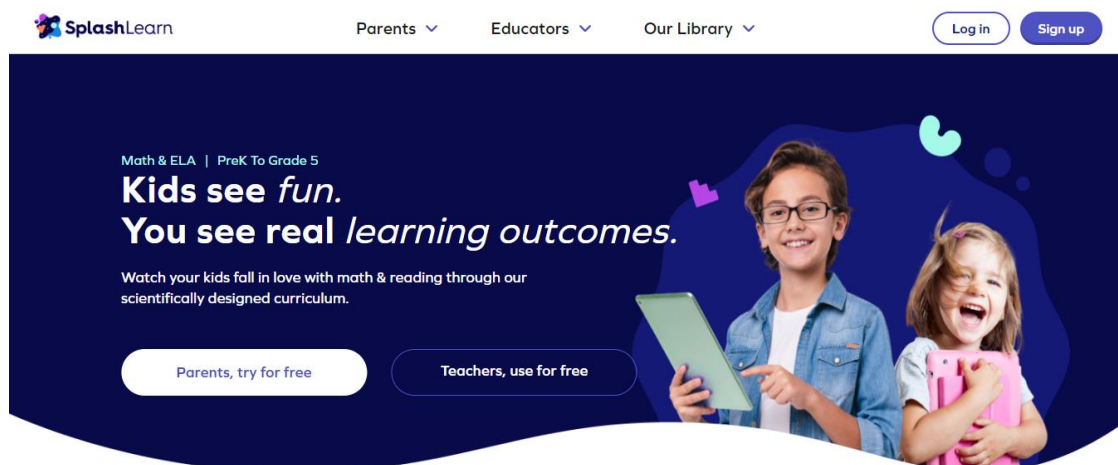 SplashLearn
Parents
Educators
Our Library
Log in
Sign up
Math & ELA | PreK To Grade 5
Kids see fun.
You see real learning outcomes.
Watch your kids fall in love with math & reading through our
scientifically designed curriculum.
Parents, try for free
Teachers, use for free